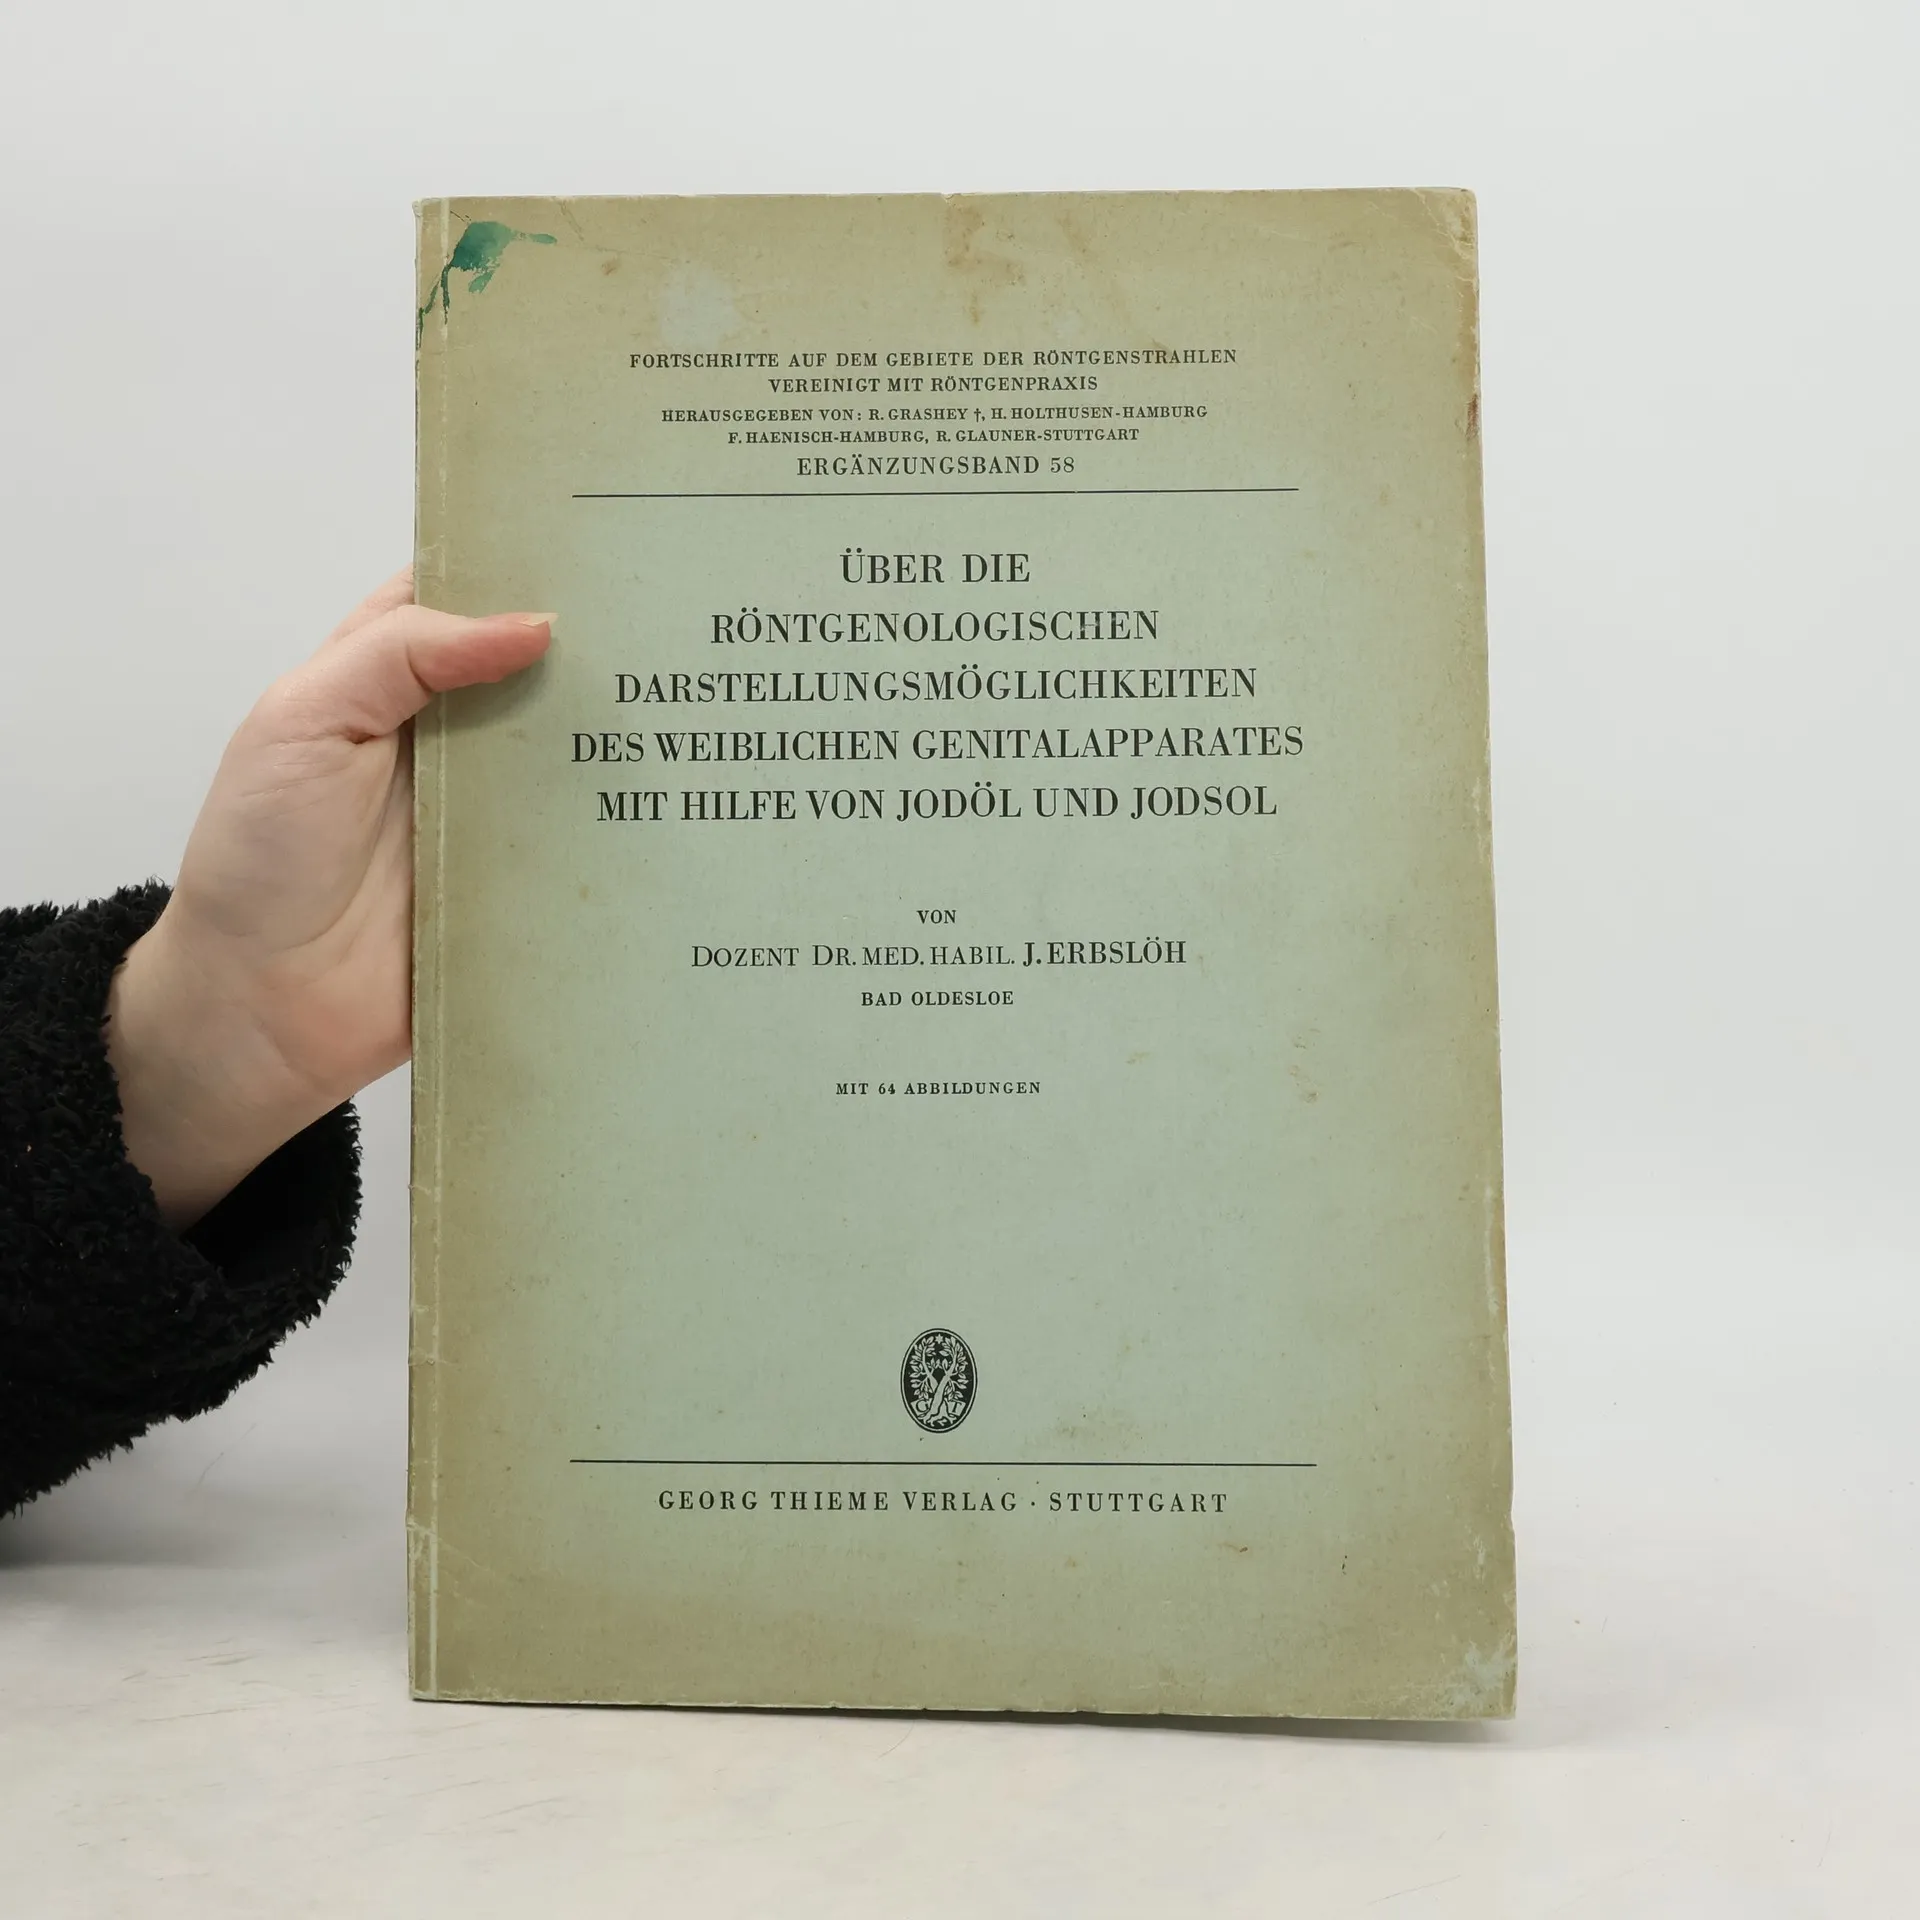 FORTSCHRITTE AUF DEM GEBIETE DER RÖNTGENSTRAHLEN
VEREINIGT MIT RÖNTGENPRAXIS
HERAUSGEGEBEN VON: R. GRASHEY †, H. HOLTHUSEN-HAMBURG
F. HAENISCH-HAMBURG, R. GLAUNER-STUTTGART
ERGÄNZUNGSBAND 58
ÜBER DIE
RÖNTGENOLOGISCHEN
DARSTELLUNGSMÖGLICHKEITEN
DES WEIBLICHEN GENITALAPPARATES
MIT HILFE VON JODÖL UND JODSOL
VON
DOZENT DR. MED. HABIL. J. ERBSLÖH
BAD OLDESLOE
MIT 64 ABBILDUNGEN
G T
GEORG THIEME VERLAG · STUTTGART